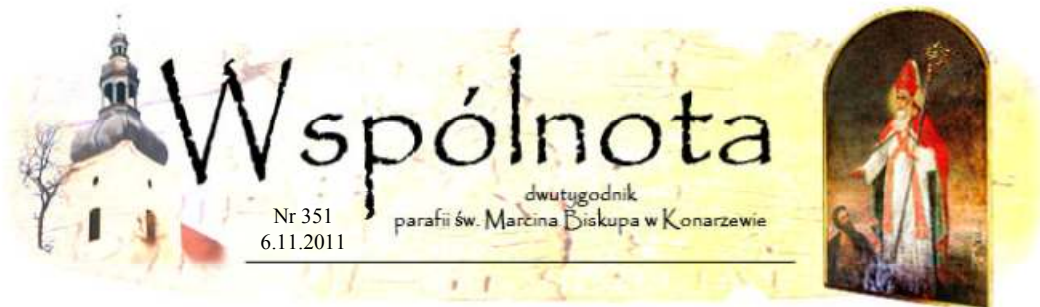 Wspólnota
dwutygodnik
parafii św. Marcina Biskupa w Konarzewie
Nr 351
6.11.2011